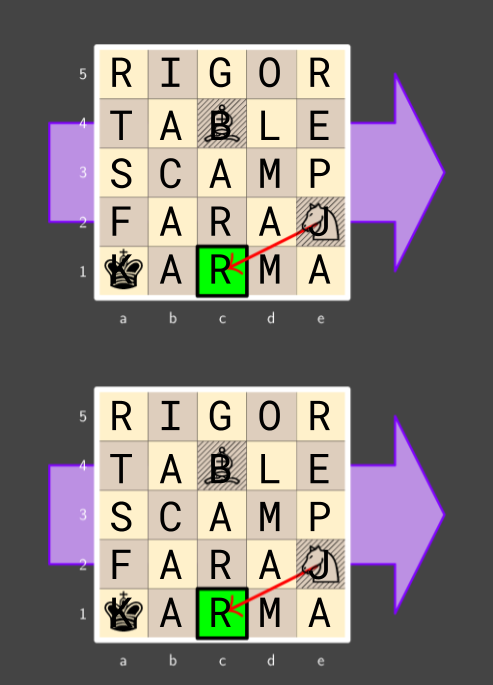 5 R I G O R
4 T A B L E
3 S C A M P
2 F A R A J
1 K A R M A
a b c d e
5 R I G O R
4 T A B L E
3 S C A M P
2 F A R A J
1 K A R M A
a b c d e